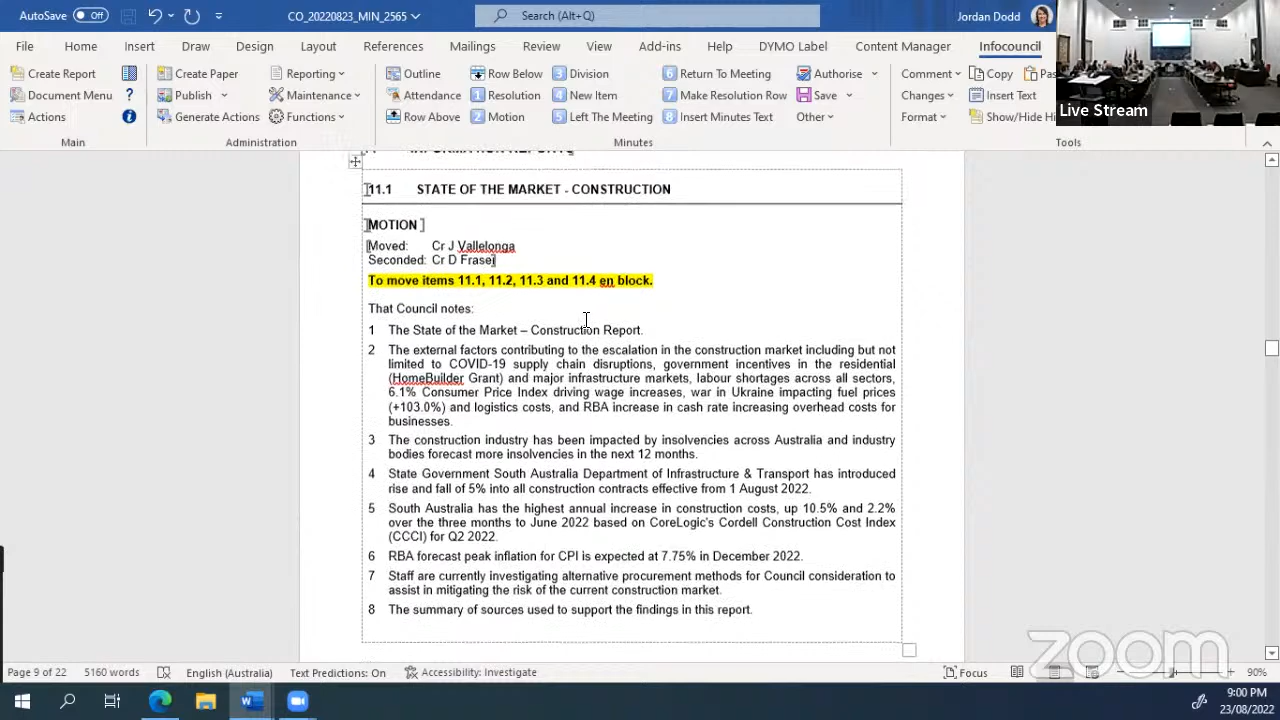 AutoSave Off CO_20220823_MIN_2565 Search (Alt+Q) Jordan Dodd
File Home Insert Draw Design Layout References Mailings Review View Add-ins Help DYMO Label Content Manager Infocouncil
Create Report Create Paper Reporting Outline Row Below 3 Division 6 Return To Meeting Authorise Comment Copy
Document Menu ? Publish Maintenance Attendance 1 Resolution 4 New Item 7 Make Resolution Row Save Changes Insert Text
Actions Generate Actions Functions Row Above 2 Motion 5 Left The Meeting 8 Insert Minutes Text Other Format Show/Hide
Main Administration Minutes Tools
Live Stream
11.1 STATE OF THE MARKET - CONSTRUCTION
MOTION
Moved: Cr J Vallelonga
Seconded: Cr D Fraser
To move items 11.1, 11.2, 11.3 and 11.4 en block.
That Council notes:
1 The State of the Market – Construction Report.
2 The external factors contributing to the escalation in the construction market including but not
limited to COVID-19 supply chain disruptions, government incentives in the residential
(HomeBuilder Grant) and major infrastructure markets, labour shortages across all sectors,
6.1% Consumer Price Index driving wage increases, war in Ukraine impacting fuel prices
(+103.0%) and logistics costs, and RBA increase in cash rate increasing overhead costs for
businesses.
3 The construction industry has been impacted by insolvencies across Australia and industry
bodies forecast more insolvencies in the next 12 months.
4 State Government South Australia Department of Infrastructure & Transport has introduced
rise and fall of 5% into all construction contracts effective from 1 August 2022.
5 South Australia has the highest annual increase in construction costs, up 10.5% and 2.2%
over the three months to June 2022 based on CoreLogic's Cordell Construction Cost Index
(CCCI) for Q2 2022.
6 RBA forecast peak inflation for CPI is expected at 7.75% in December 2022.
7 Staff are currently investigating alternative procurement methods for Council consideration to
assist in mitigating the risk of the current construction market.
8 The summary of sources used to support the findings in this report.
zoom
Page 9 of 22 5160 words English (Australia) Text Predictions: On Accessibility: Investigate Focus 90%
9:00 PM
23/08/2022